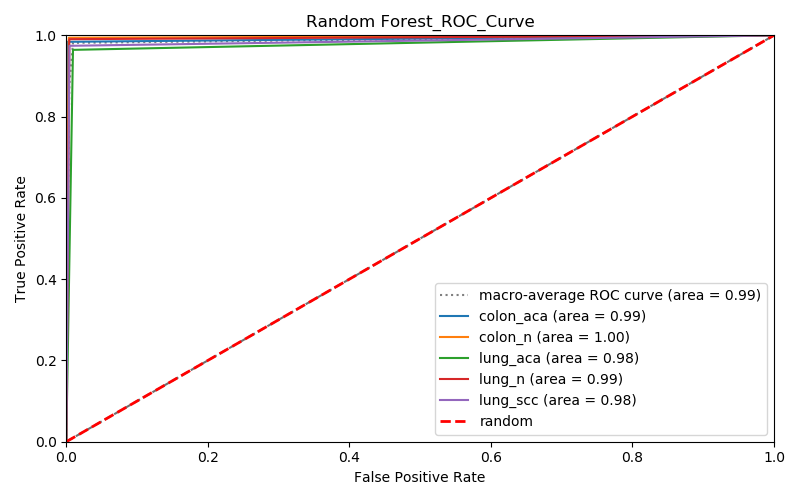 Random Forest_ROC_Curve
1.0
0.8
0.6
0.4
0.2
0.0
True Positive Rate
macro-average ROC curve (area = 0.99)
colon_aca (area = 0.99)
colon_n (area = 1.00)
lung_aca (area = 0.98)
lung_n (area = 0.99)
lung_scc (area = 0.98)
random
0.0 0.2 0.4 0.6 0.8 1.0
False Positive Rate